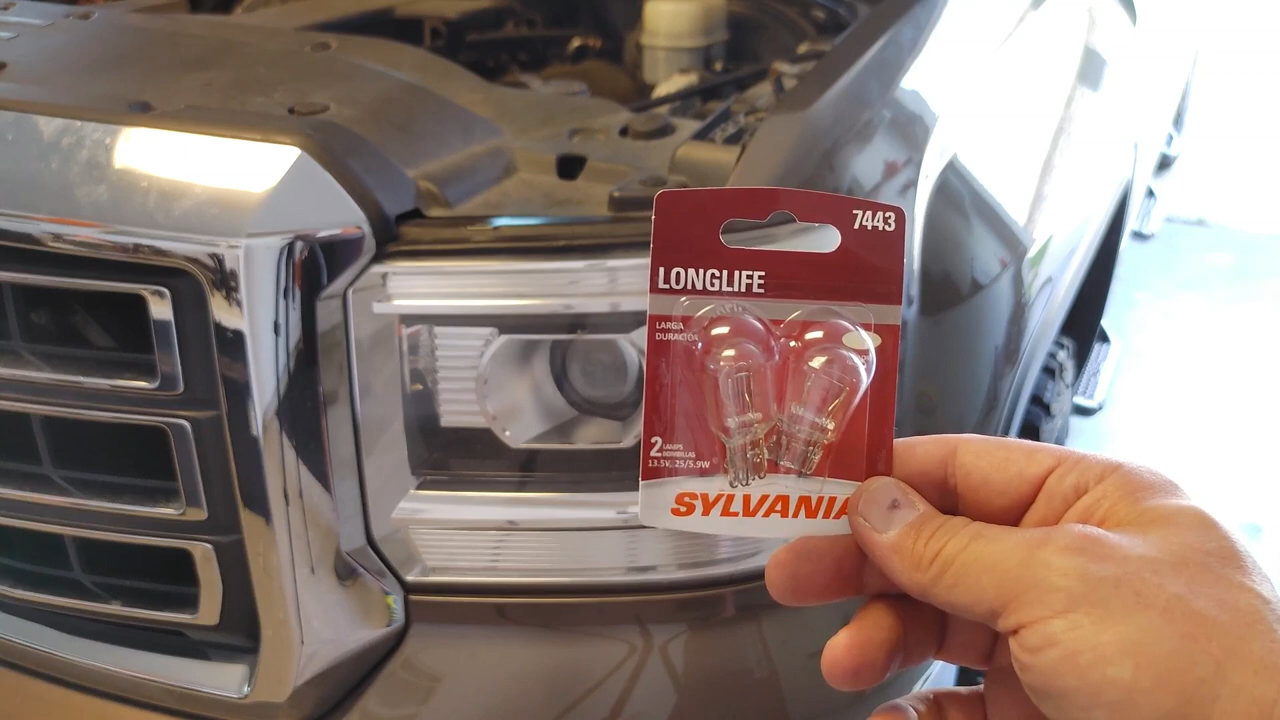 7443
LONGLIFE
LARGA
DURACIÓN
2 LAMPS
BOMBILLAS
13.5V, 25/5.9W
SYLVANIA